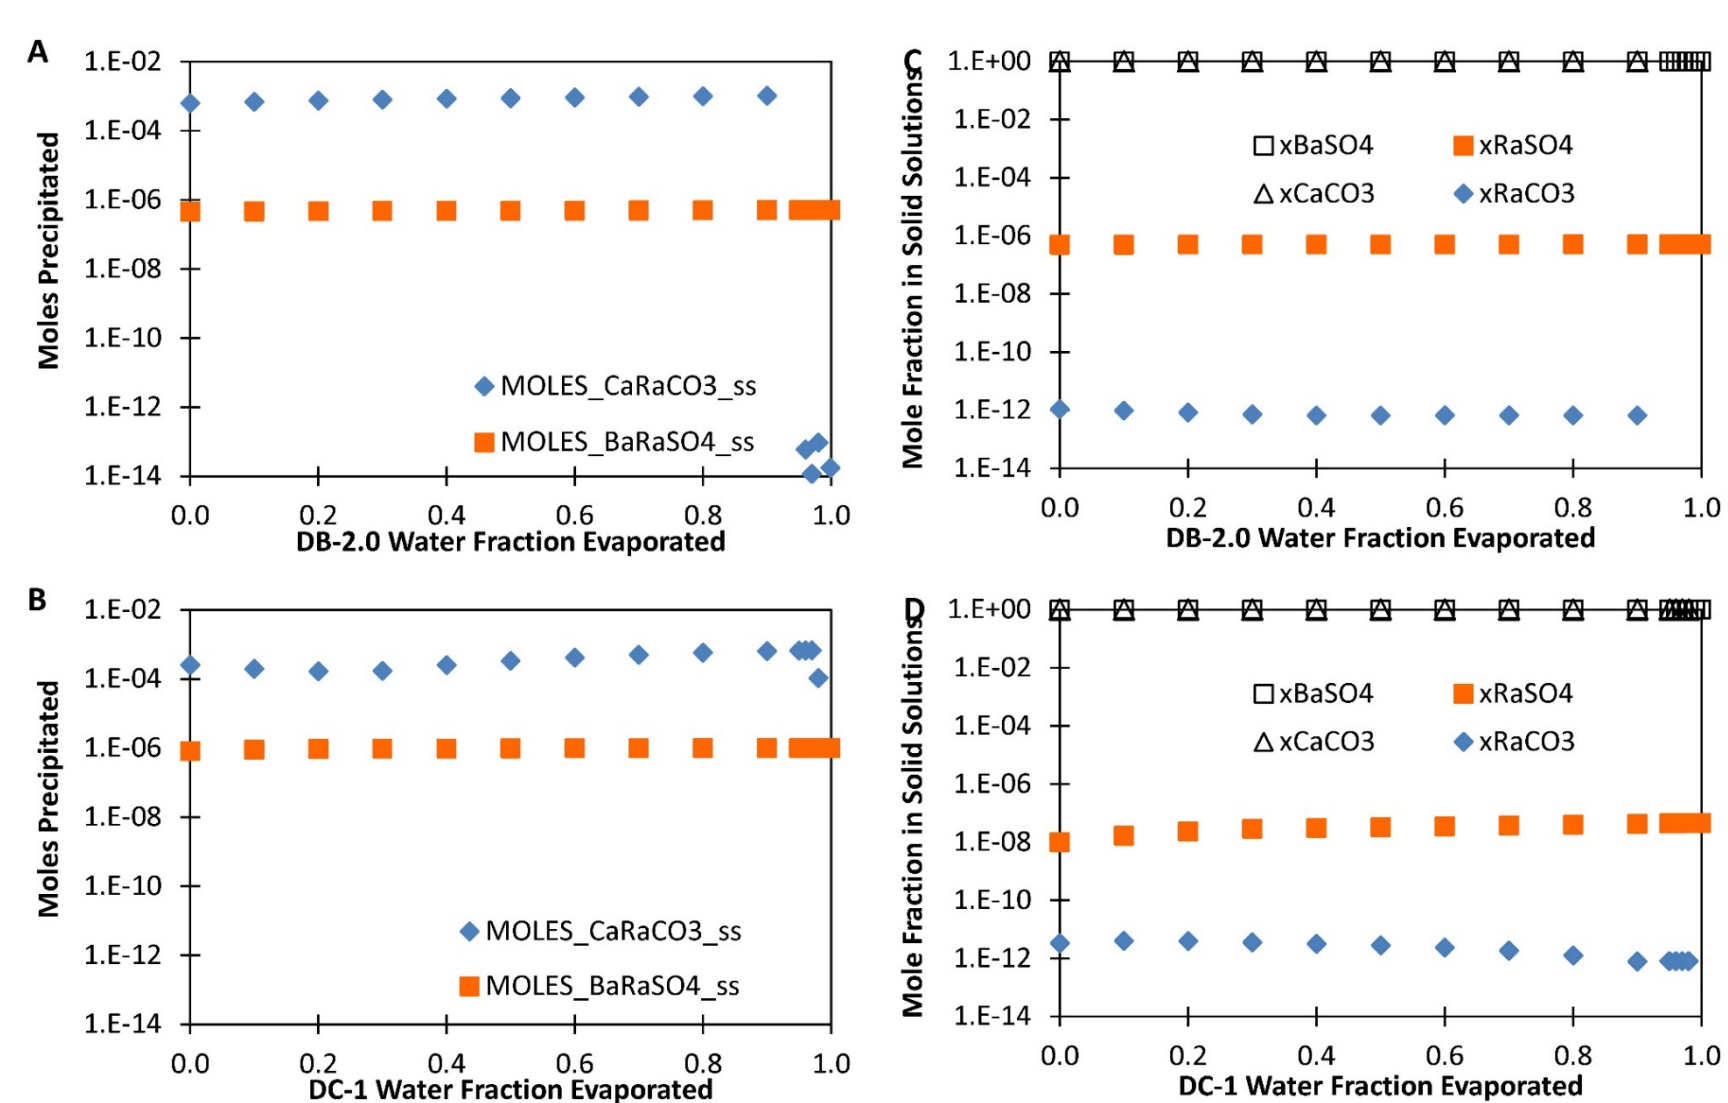 A
Moles Precipitated
1.E-02
1.E-04
1.E-06
1.E-08
1.E-10
1.E-12
1.E-14
MOLES_CaRaCO3_ss
MOLES_BaRaSO4_ss
0.0 0.2 0.4 0.6 0.8 1.0
DB-2.0 Water Fraction Evaporated
C
Mole Fraction in Solid Solutions
1.E+00
1.E-02
1.E-04
1.E-06
1.E-08
1.E-10
1.E-12
1.E-14
xBaSO4 xRaSO4
xCaCO3 xRaCO3
0.0 0.2 0.4 0.6 0.8 1.0
DB-2.0 Water Fraction Evaporated
B
Moles Precipitated
1.E-02
1.E-04
1.E-06
1.E-08
1.E-10
1.E-12
1.E-14
MOLES_CaRaCO3_ss
MOLES_BaRaSO4_ss
0.0 0.2 0.4 0.6 0.8 1.0
DC-1 Water Fraction Evaporated
D
Mole Fraction in Solid Solutions
1.E+00
1.E-02
1.E-04
1.E-06
1.E-08
1.E-10
1.E-12
1.E-14
xBaSO4 xRaSO4
xCaCO3 xRaCO3
0.0 0.2 0.4 0.6 0.8 1.0
DC-1 Water Fraction Evaporated